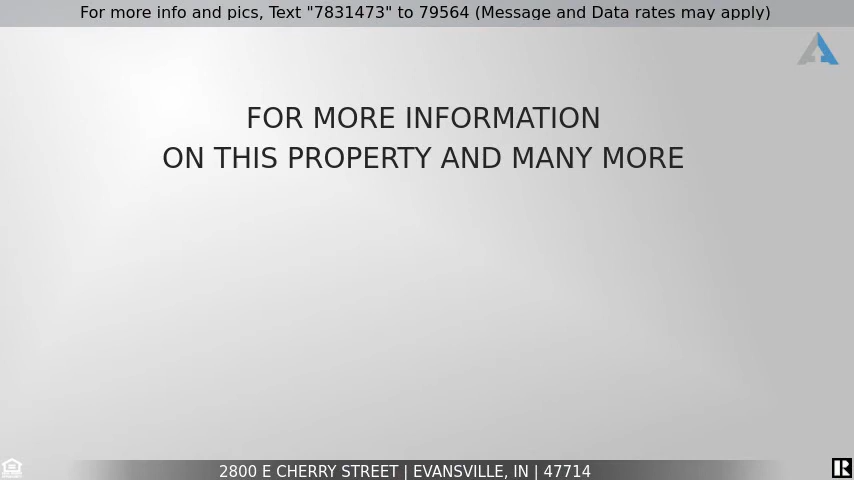 For more info and pics, Text "7831473" to 79564 (Message and Data rates may apply)
FOR MORE INFORMATION
ON THIS PROPERTY AND MANY MORE
2800 E CHERRY STREET | EVANSVILLE, IN | 47714